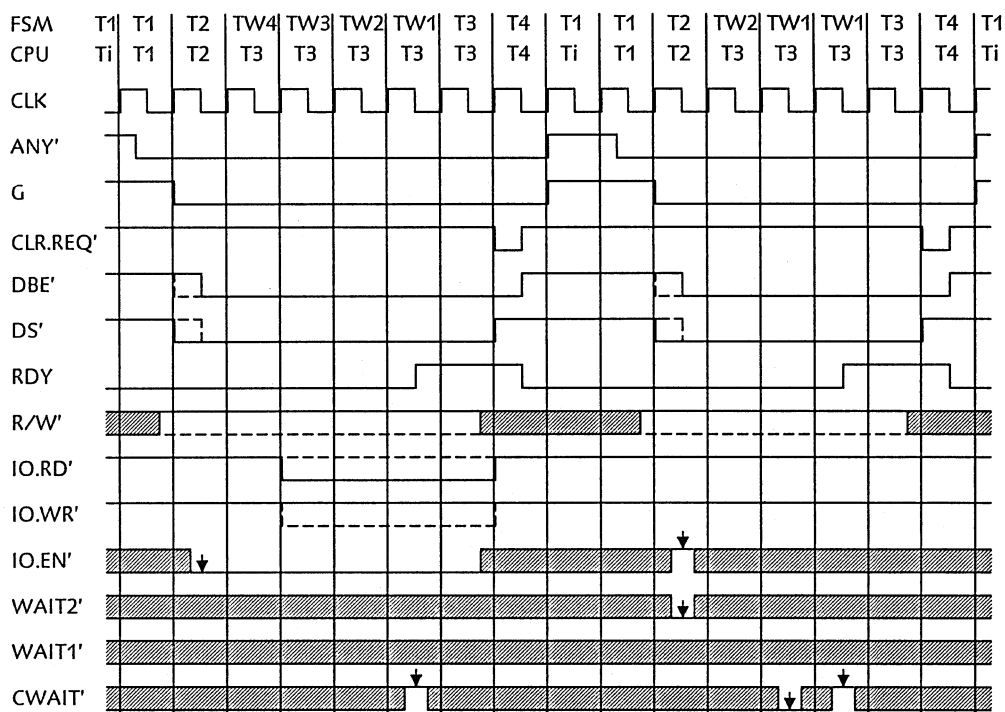 FSM T1 T1 T2 TW4 TW3 TW2 TW1 T3 T4 T1 T1 T2 TW2 TW1 TW1 T3 T4 T1
CPU Ti T1 T2 T3 T3 T3 T3 T3 T4 Ti T1 T2 T3 T3 T3 T3 T4 Ti
CLK
ANY'
G
CLR.REQ'
DBE'
DS'
RDY
R/W'
IO.RD'
IO.WR'
IO.EN'
WAIT2'
WAIT1'
CWAIT'